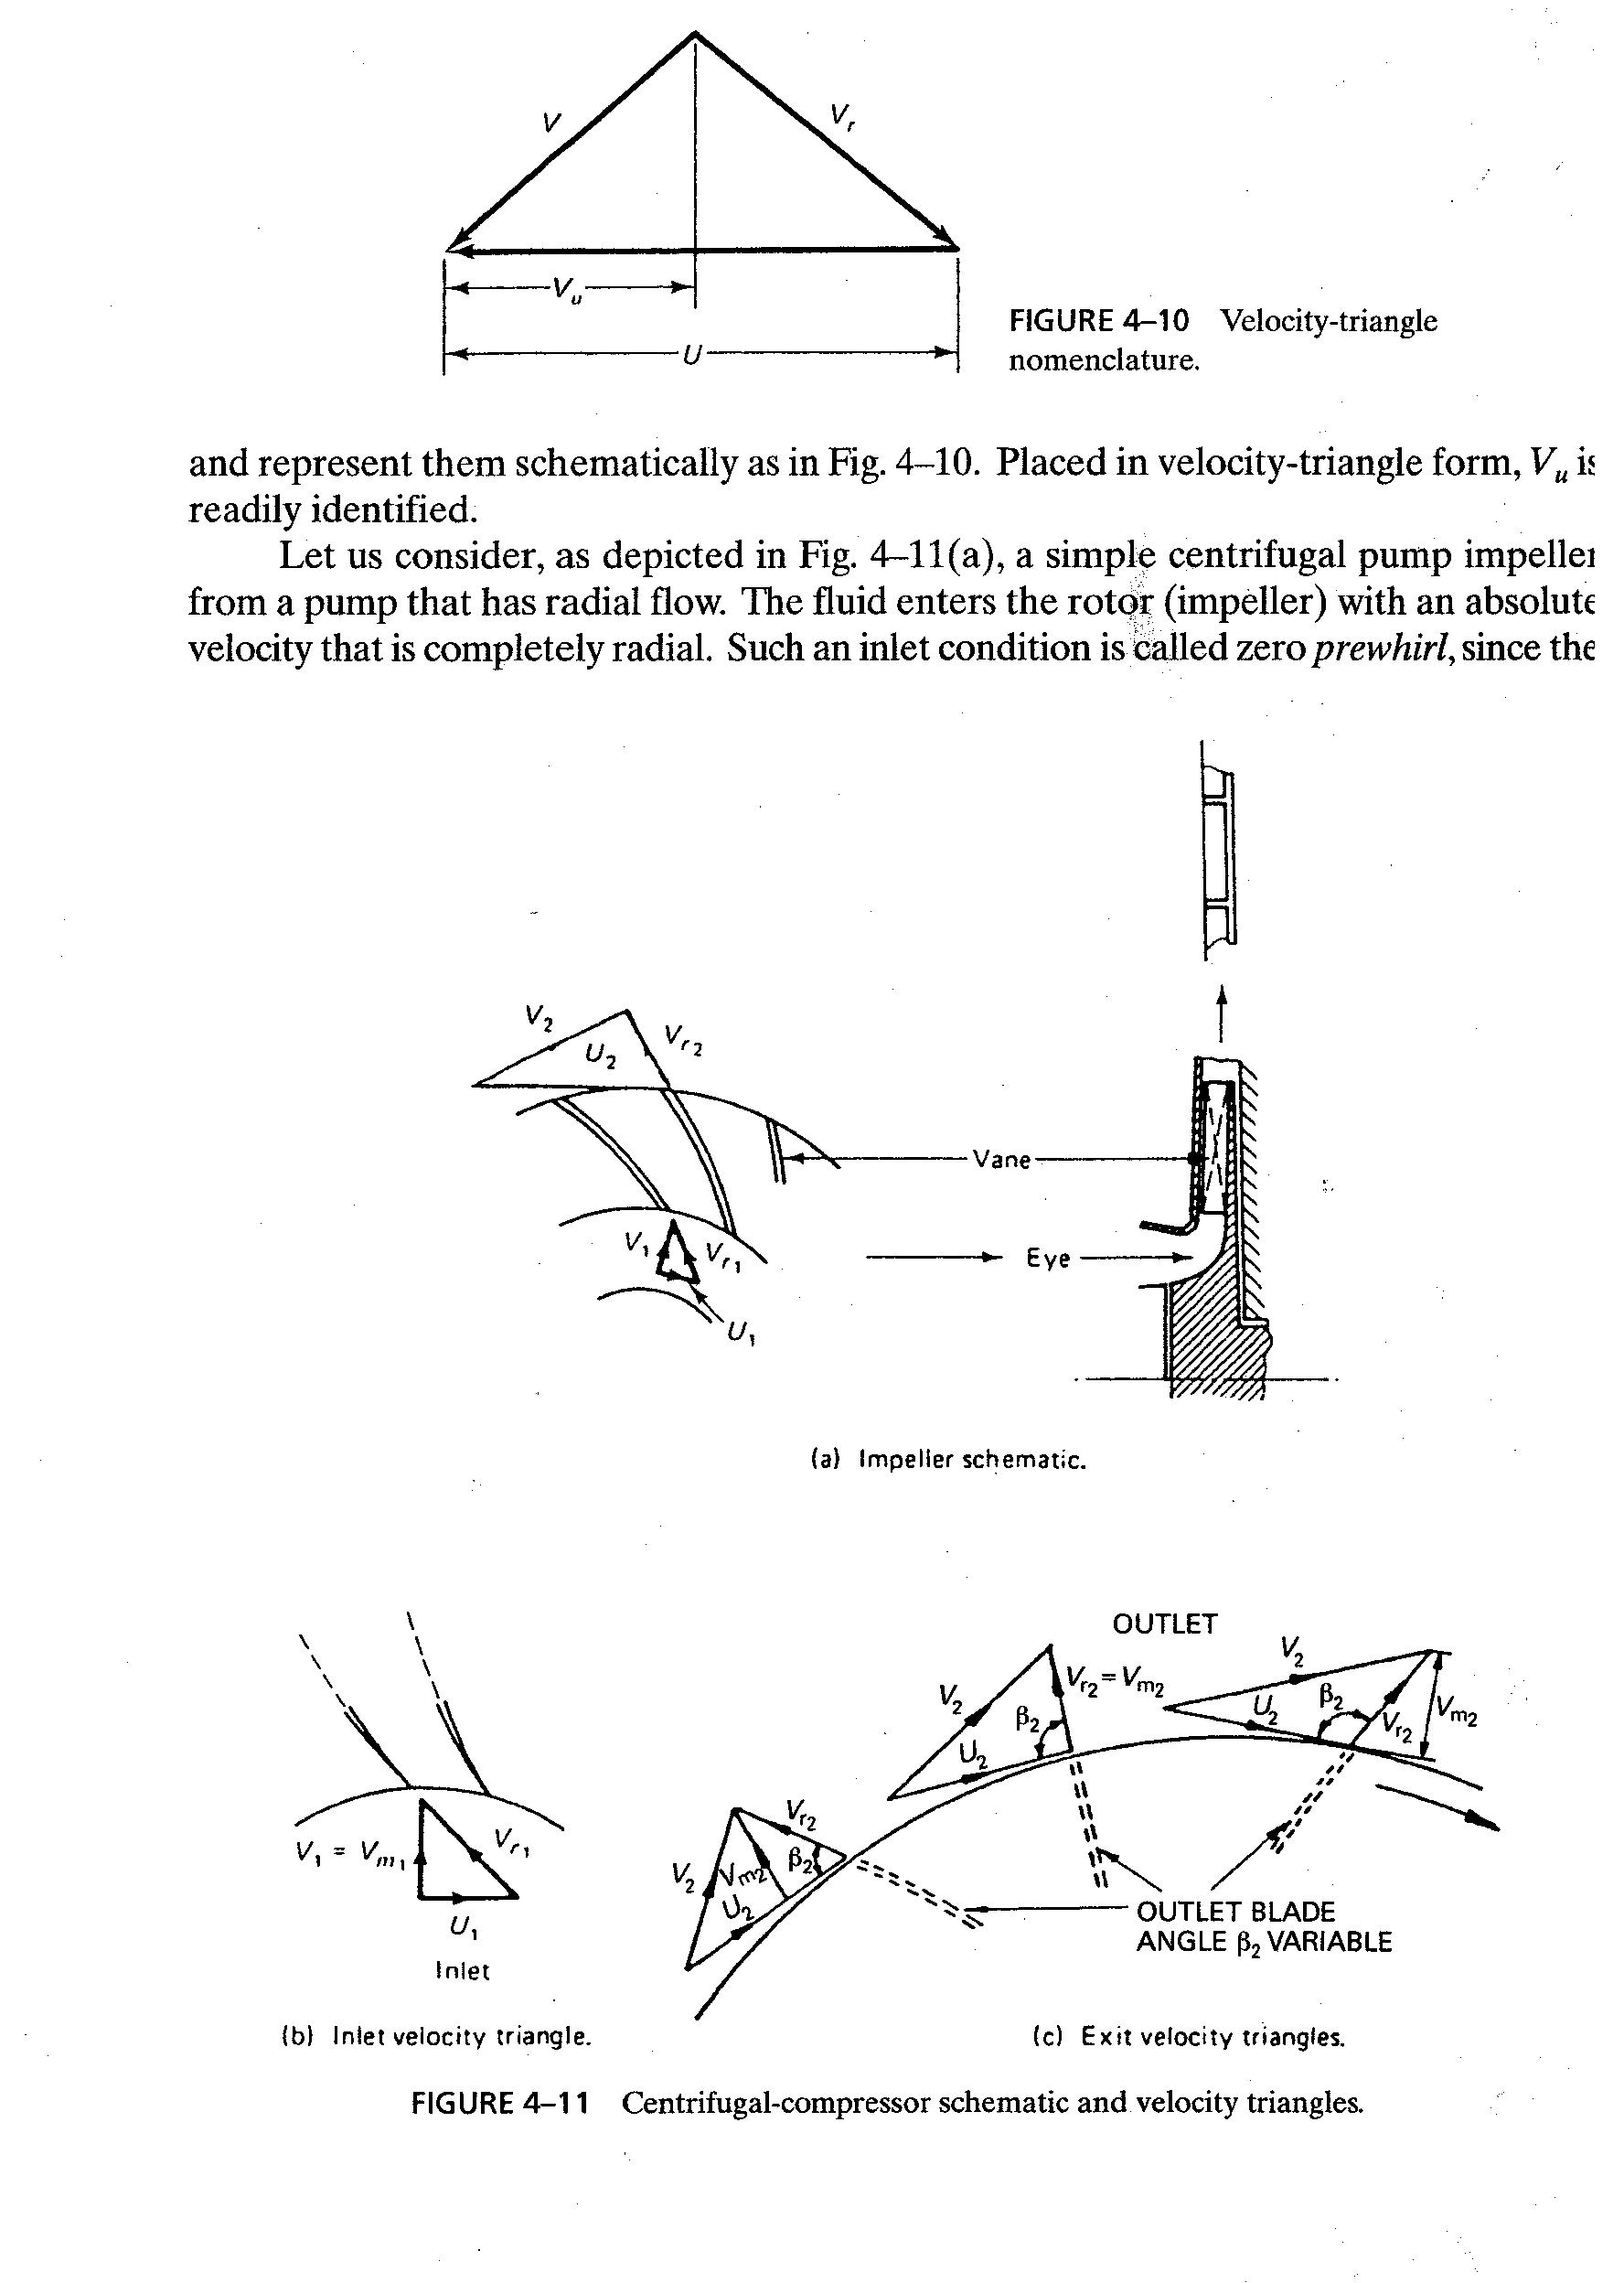 V
V_r
V_u
U
FIGURE 4–10 Velocity-triangle
nomenclature.
and represent them schematically as in Fig. 4–10. Placed in velocity-triangle form, V_u is
readily identified.
Let us consider, as depicted in Fig. 4–11(a), a simple centrifugal pump impeller
from a pump that has radial flow. The fluid enters the rotor (impeller) with an absolute
velocity that is completely radial. Such an inlet condition is called zero prewhirl, since the
V_2
U_2
V_r2
Vane
V_1
V_r1
Eye
U_1
(a) Impeller schematic.
OUTLET
V_2
V_r2 = V_m2
β_2
U_2
V_2
β_2
U_2
V_r2
V_m2
V_1 = V_m1
V_r1
U_1
Inlet
V_r2
V_2
V_m2
β_2
U_2
OUTLET BLADE
ANGLE β_2 VARIABLE
(b) Inlet velocity triangle.
(c) Exit velocity triangles.
FIGURE 4–11 Centrifugal-compressor schematic and velocity triangles.